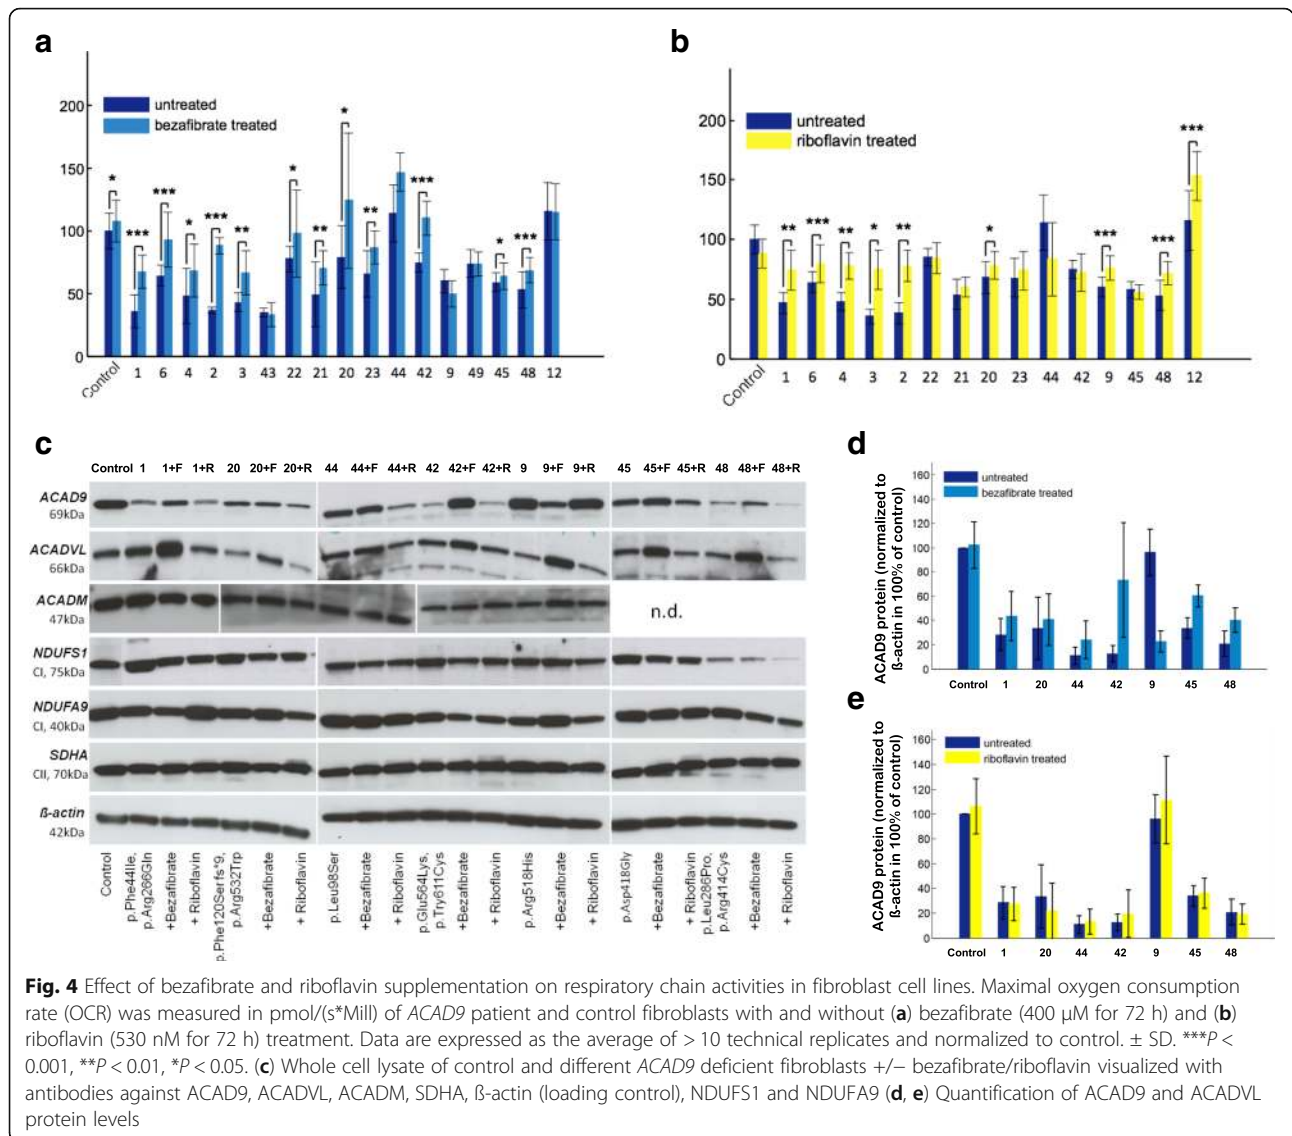 a
200
150
100
50
0
untreated
bezafibrate treated
* *** * *** ** * ** * ** *** * ***
Control 1 6 4 2 3 43 22 21 20 23 44 42 9 49 45 48 12
b
200
150
100
50
0
untreated
riboflavin treated
** *** ** * ** * *** *** ***
Control 1 6 4 3 2 22 21 20 23 44 42 9 45 48 12
c
Control 1 1+F 1+R 20 20+F 20+R 44 44+F 44+R 42 42+F 42+R 9 9+F 9+R 45 45+F 45+R 48 48+F 48+R
ACAD9
69kDa
ACADVL
66kDa
ACADM
47kDa
n.d.
NDUFS1
CI, 75kDa
NDUFA9
CI, 40kDa
SDHA
CII, 70kDa
ß-actin
42kDa
Control
p.Phe44Ile,
p.Arg266Gln
+Bezafibrate
+ Riboflavin
p.Phe120Serfs*9,
p.Arg532Trp
+Bezafibrate
+ Riboflavin
p.Leu98Ser
+Bezafibrate
+ Riboflavin
p.Glu564Lys,
p.Try611Cys
+Bezafibrate
+ Riboflavin
p.Arg518His
+Bezafibrate
+ Riboflavin
p.Asp418Gly
+Bezafibrate
+ Riboflavin
p.Leu286Pro,
p.Arg414Cys
+Bezafibrate
+ Riboflavin
d
ACAD9 protein (normalized to
ß-actin in 100% of control)
160
140
120
100
80
60
40
20
0
untreated
bezafibrate treated
Control 1 20 44 42 9 45 48
e
ACAD9 protein (normalized to
ß-actin in 100% of control)
160
140
120
100
80
60
40
20
0
untreated
riboflavin treated
Control 1 20 44 42 9 45 48
Fig. 4 Effect of bezafibrate and riboflavin supplementation on respiratory chain activities in fibroblast cell lines. Maximal oxygen consumption
rate (OCR) was measured in pmol/(s*Mill) of ACAD9 patient and control fibroblasts with and without (a) bezafibrate (400 μM for 72 h) and (b)
riboflavin (530 nM for 72 h) treatment. Data are expressed as the average of > 10 technical replicates and normalized to control. ± SD. ***P <
0.001, **P < 0.01, *P < 0.05. (c) Whole cell lysate of control and different ACAD9 deficient fibroblasts +/− bezafibrate/riboflavin visualized with
antibodies against ACAD9, ACADVL, ACADM, SDHA, ß-actin (loading control), NDUFS1 and NDUFA9 (d, e) Quantification of ACAD9 and ACADVL
protein levels